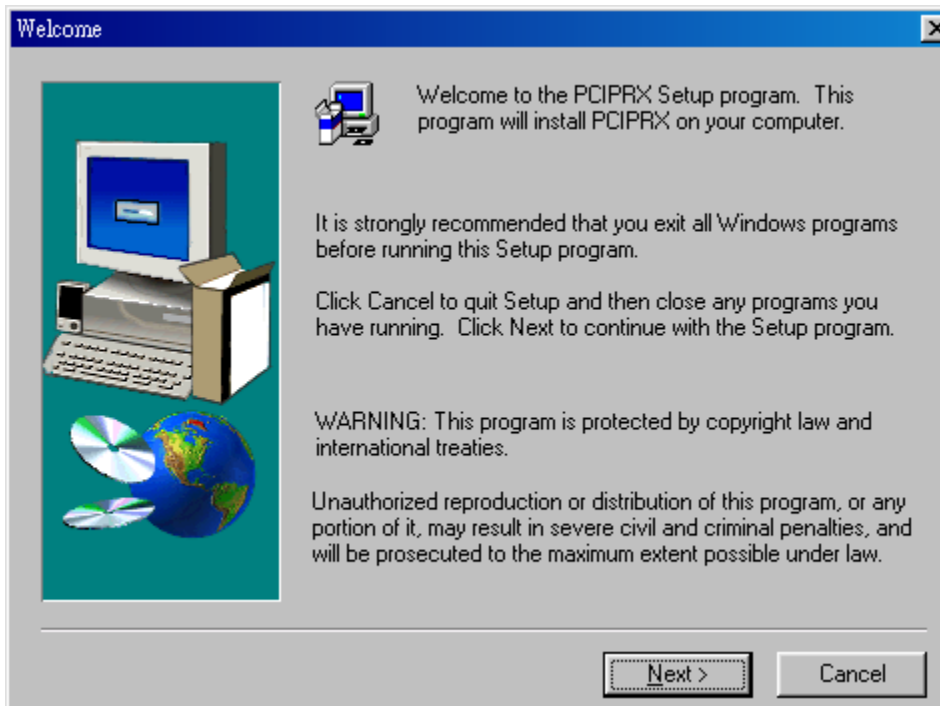 Welcome
Welcome to the PCIPRX Setup program. This
program will install PCIPRX on your computer.
It is strongly recommended that you exit all Windows programs
before running this Setup program.
Click Cancel to quit Setup and then close any programs you
have running. Click Next to continue with the Setup program.
WARNING: This program is protected by copyright law and
international treaties.
Unauthorized reproduction or distribution of this program, or any
portion of it, may result in severe civil and criminal penalties, and
will be prosecuted to the maximum extent possible under law.
Next >
Cancel